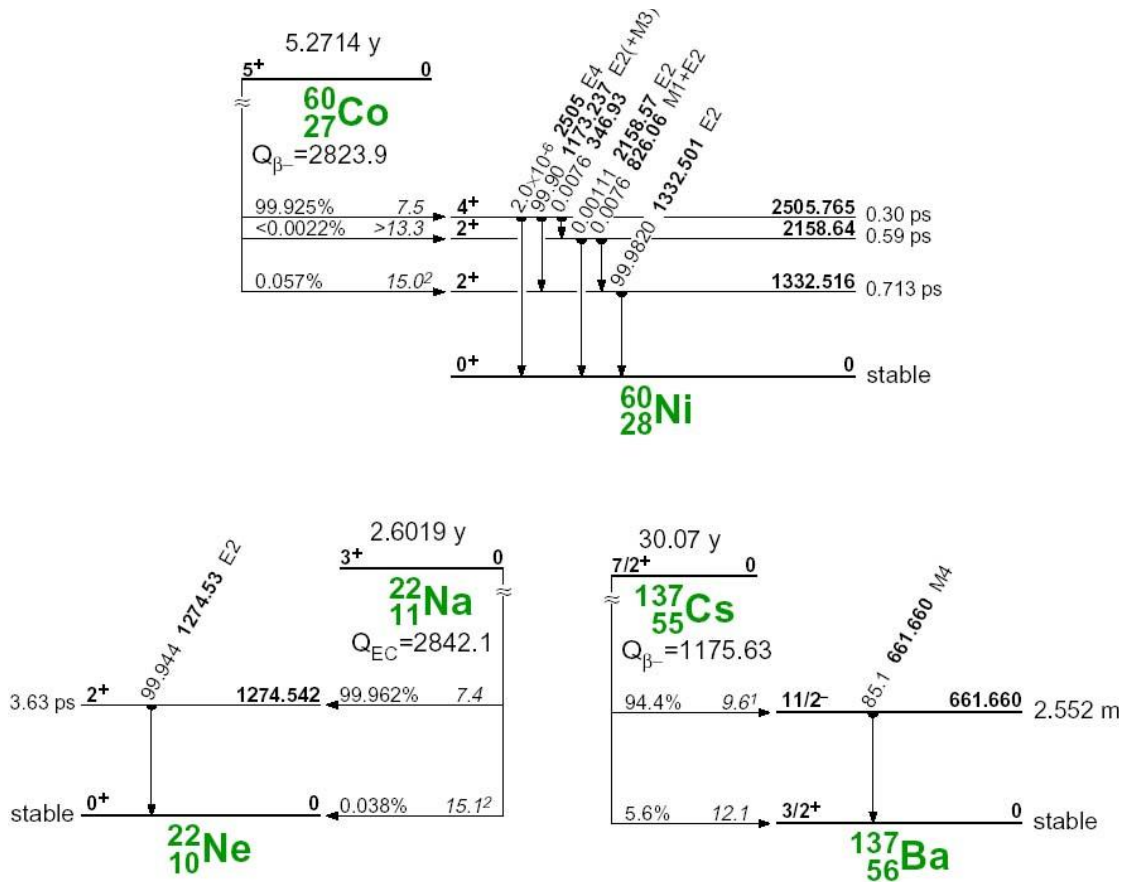 5.2714 y
5+ 0
60
27Co
Qβ−=2823.9
2.0×10-6 2505 E4
99.90 1173.237 E2(+M3)
0.0076 346.93
0.00111 2158.57 E2
0.0076 826.06 M1+E2
99.9820 1332.501 E2
99.925% 7.5 4+ 2505.765 0.30 ps
<0.0022% >13.3 2+ 2158.64 0.59 ps
0.057% 15.0² 2+ 1332.516 0.713 ps
0+ 0 stable
60
28Ni
2.6019 y
3+ 0
22
11Na
QEC=2842.1
99.944 1274.53 E2
3.63 ps 2+ 1274.542 99.962% 7.4
stable 0+ 0 0.038% 15.1²
22
10Ne
30.07 y
7/2+ 0
137
55Cs
Qβ−=1175.63
85.1 661.660 M4
94.4% 9.6¹ 11/2− 661.660 2.552 m
5.6% 12.1 3/2+ 0 stable
137
56Ba